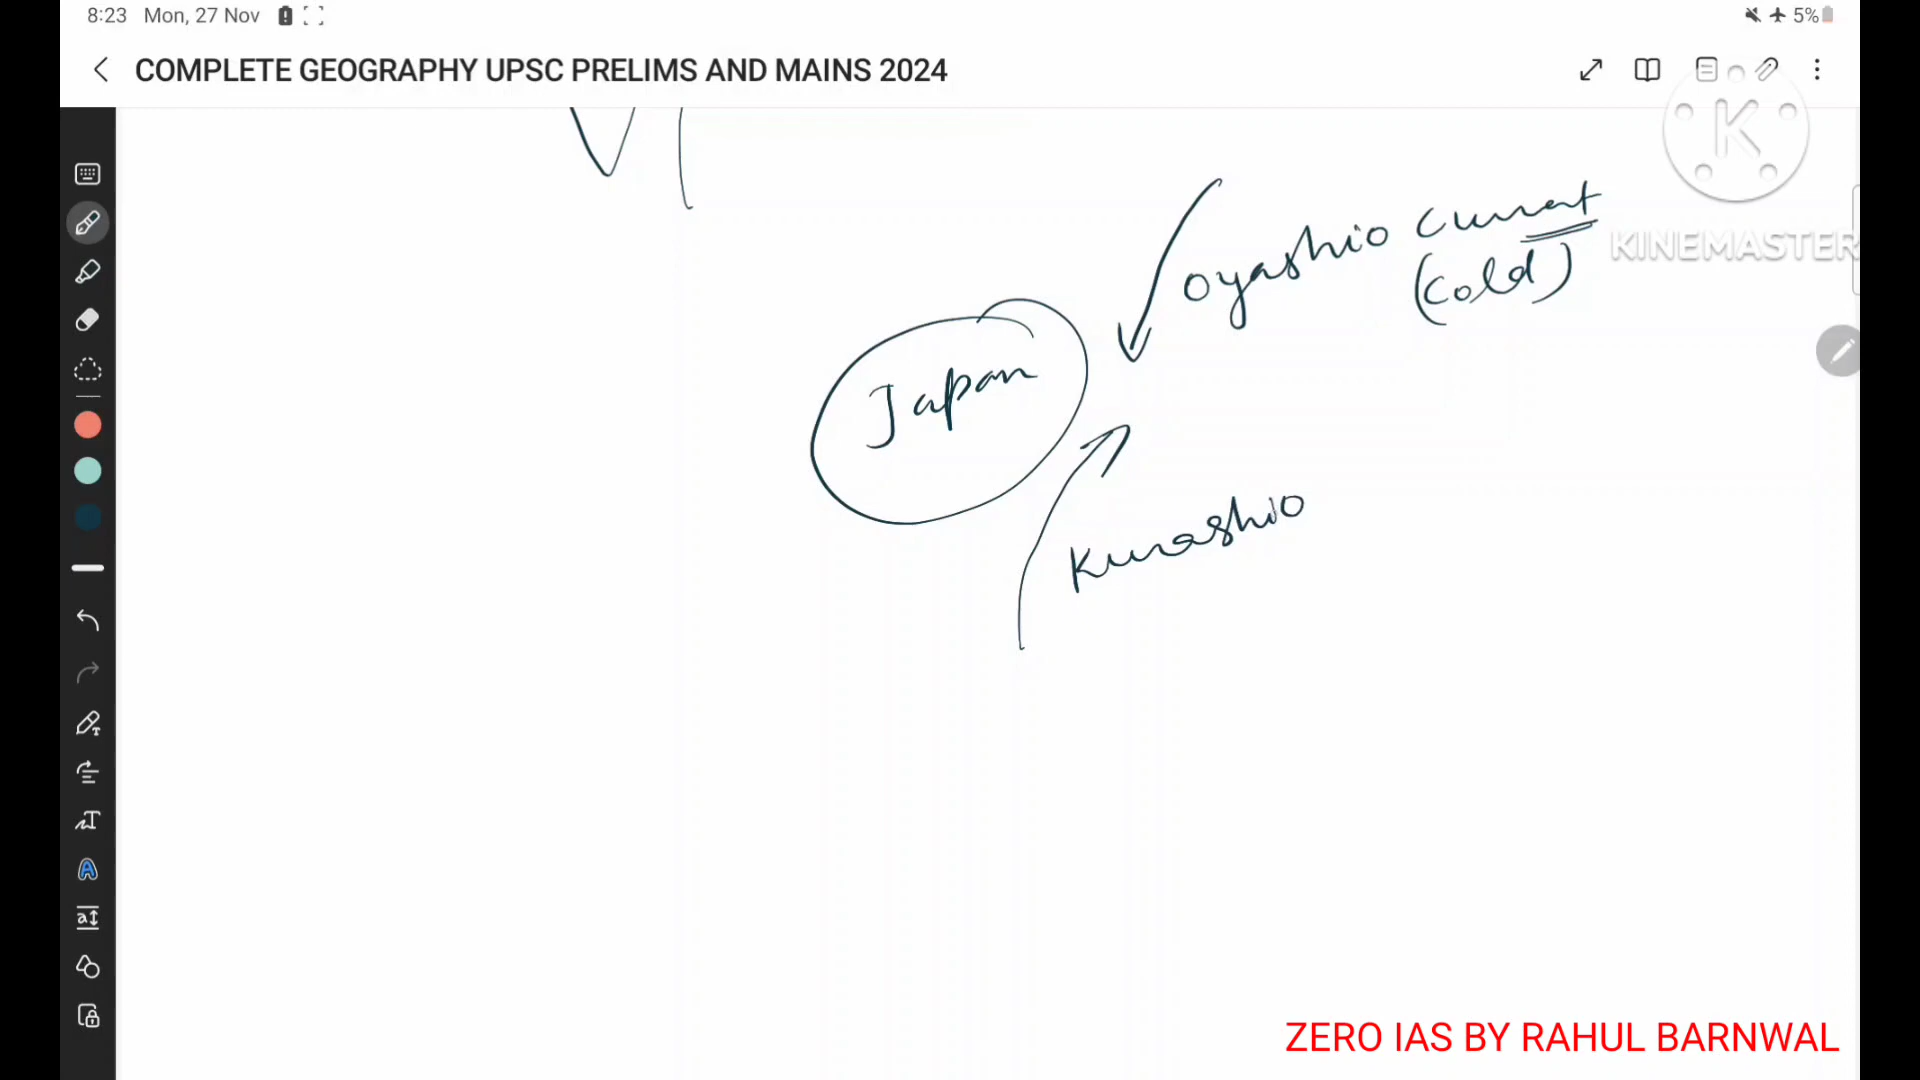 8:23 Mon, 27 Nov 5%
COMPLETE GEOGRAPHY UPSC PRELIMS AND MAINS 2024
K
KINEMASTER
Oyashio Current
(Cold)
Japan
Kurashio
ZERO IAS BY RAHUL BARNWAL